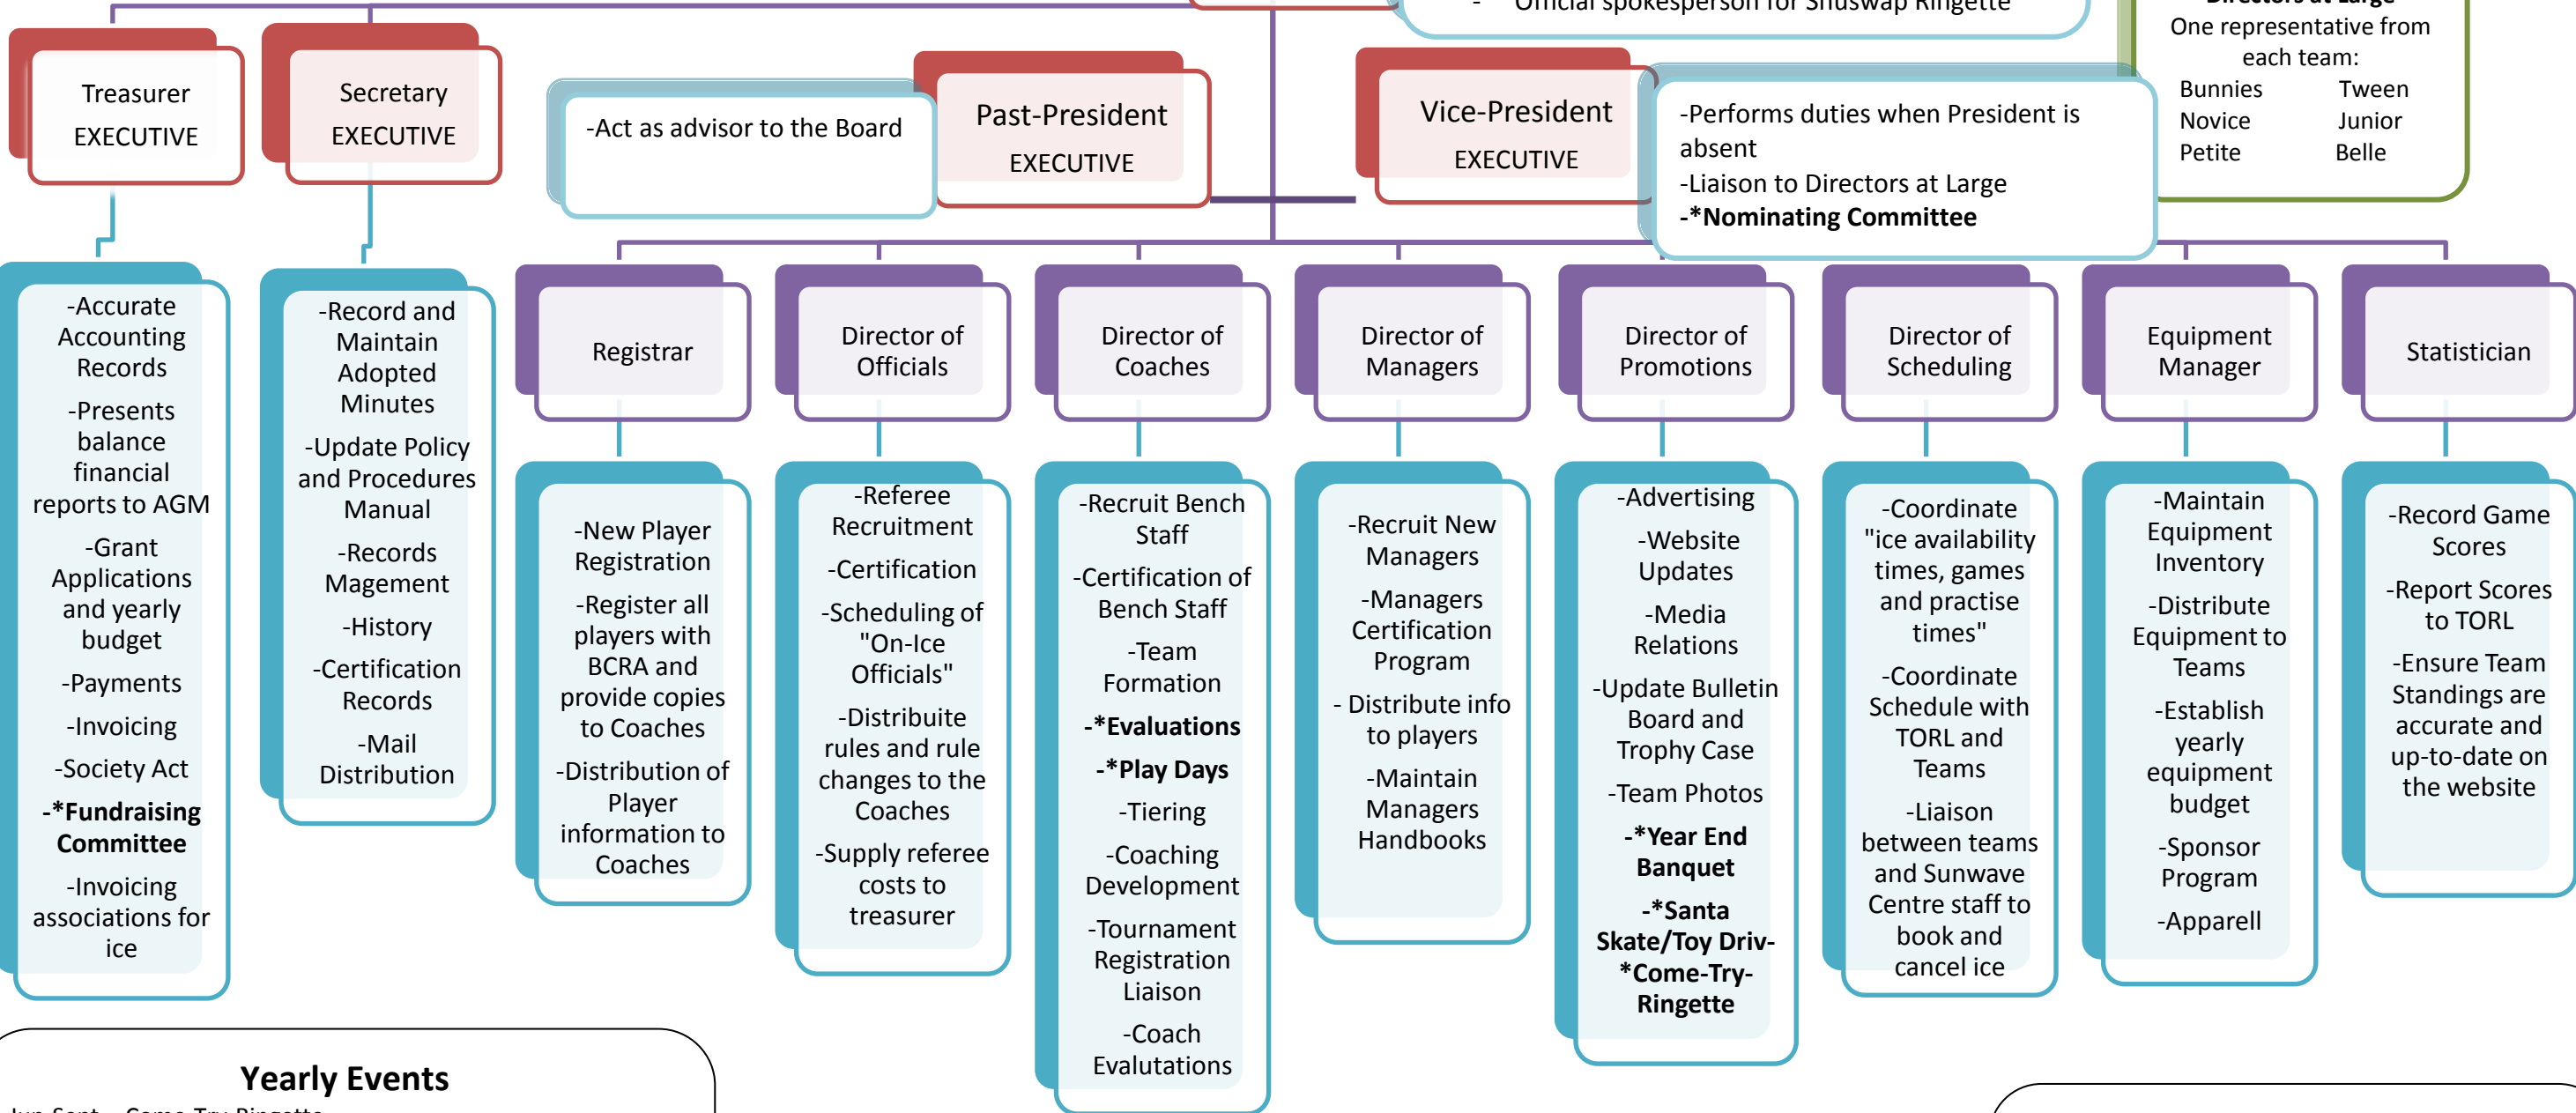 - Official spokesperson for Shuswap Ringette
Directors at Large
One representative from
each team:
Bunnies Tween
Novice Junior
Petite Belle
Treasurer
EXECUTIVE
Secretary
EXECUTIVE
-Act as advisor to the Board
Past-President
EXECUTIVE
Vice-President
EXECUTIVE
-Performs duties when President is
absent
-Liaison to Directors at Large
-*Nominating Committee
-Accurate
Accounting
Records
-Presents
balance
financial
reports to AGM
-Grant
Applications
and yearly
budget
-Payments
-Invoicing
-Society Act
-*Fundraising
Committee
-Invoicing
associations for
ice
-Record and
Maintain
Adopted
Minutes
-Update Policy
and Procedures
Manual
-Records
Magement
-History
-Certification
Records
-Mail
Distribution
Registrar
-New Player
Registration
-Register all
players with
BCRA and
provide copies
to Coaches
-Distribution of
Player
information to
Coaches
Director of
Officials
-Referee
Recruitment
-Certification
-Scheduling of
"On-Ice
Officials"
-Distribuite
rules and rule
changes to the
Coaches
-Supply referee
costs to
treasurer
Director of
Coaches
-Recruit Bench
Staff
-Certification of
Bench Staff
-Team
Formation
-*Evaluations
-*Play Days
-Tiering
-Coaching
Development
-Tournament
Registration
Liaison
-Coach
Evalutations
Director of
Managers
-Recruit New
Managers
-Managers
Certification
Program
- Distribute info
to players
-Maintain
Managers
Handbooks
Director of
Promotions
-Advertising
-Website
Updates
-Media
Relations
-Update Bulletin
Board and
Trophy Case
-Team Photos
-*Year End
Banquet
-*Santa
Skate/Toy Driv-
*Come-Try-
Ringette
Director of
Scheduling
-Coordinate
"ice availability
times, games
and practise
times"
-Coordinate
Schedule with
TORL and
Teams
-Liaison
between teams
and Sunwave
Centre staff to
book and
cancel ice
Equipment
Manager
-Maintain
Equipment
Inventory
-Distribute
Equipment to
Teams
-Establish
yearly
equipment
budget
-Sponsor
Program
-Apparell
Statistician
-Record Game
Scores
-Report Scores
to TORL
-Ensure Team
Standings are
accurate and
up-to-date on
the website
Yearly Events
Jun-Sept – Come Try Ringette